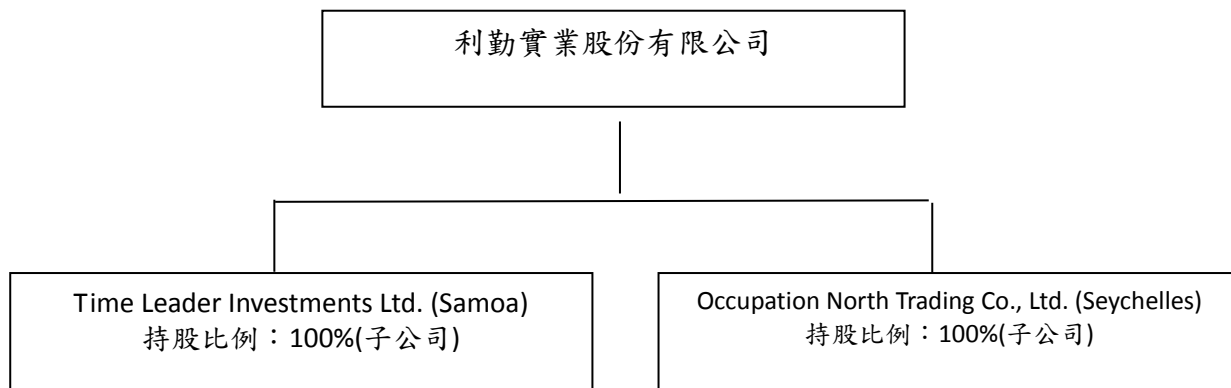 利勤實業股份有限公司
Time Leader Investments Ltd. (Samoa)
持股比例：100%(子公司)
Occupation North Trading Co., Ltd. (Seychelles)
持股比例：100%(子公司)